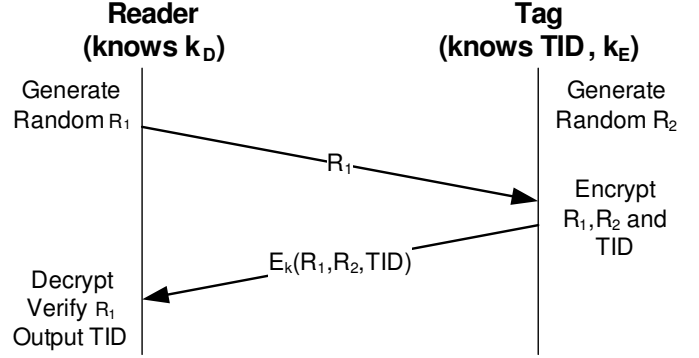 Reader
(knows k_D)
Tag
(knows TID, k_E)
Generate
Random R₁
Generate
Random R₂
R₁
Encrypt
R₁,R₂ and
TID
Eₖ(R₁,R₂,TID)
Decrypt
Verify R₁
Output TID